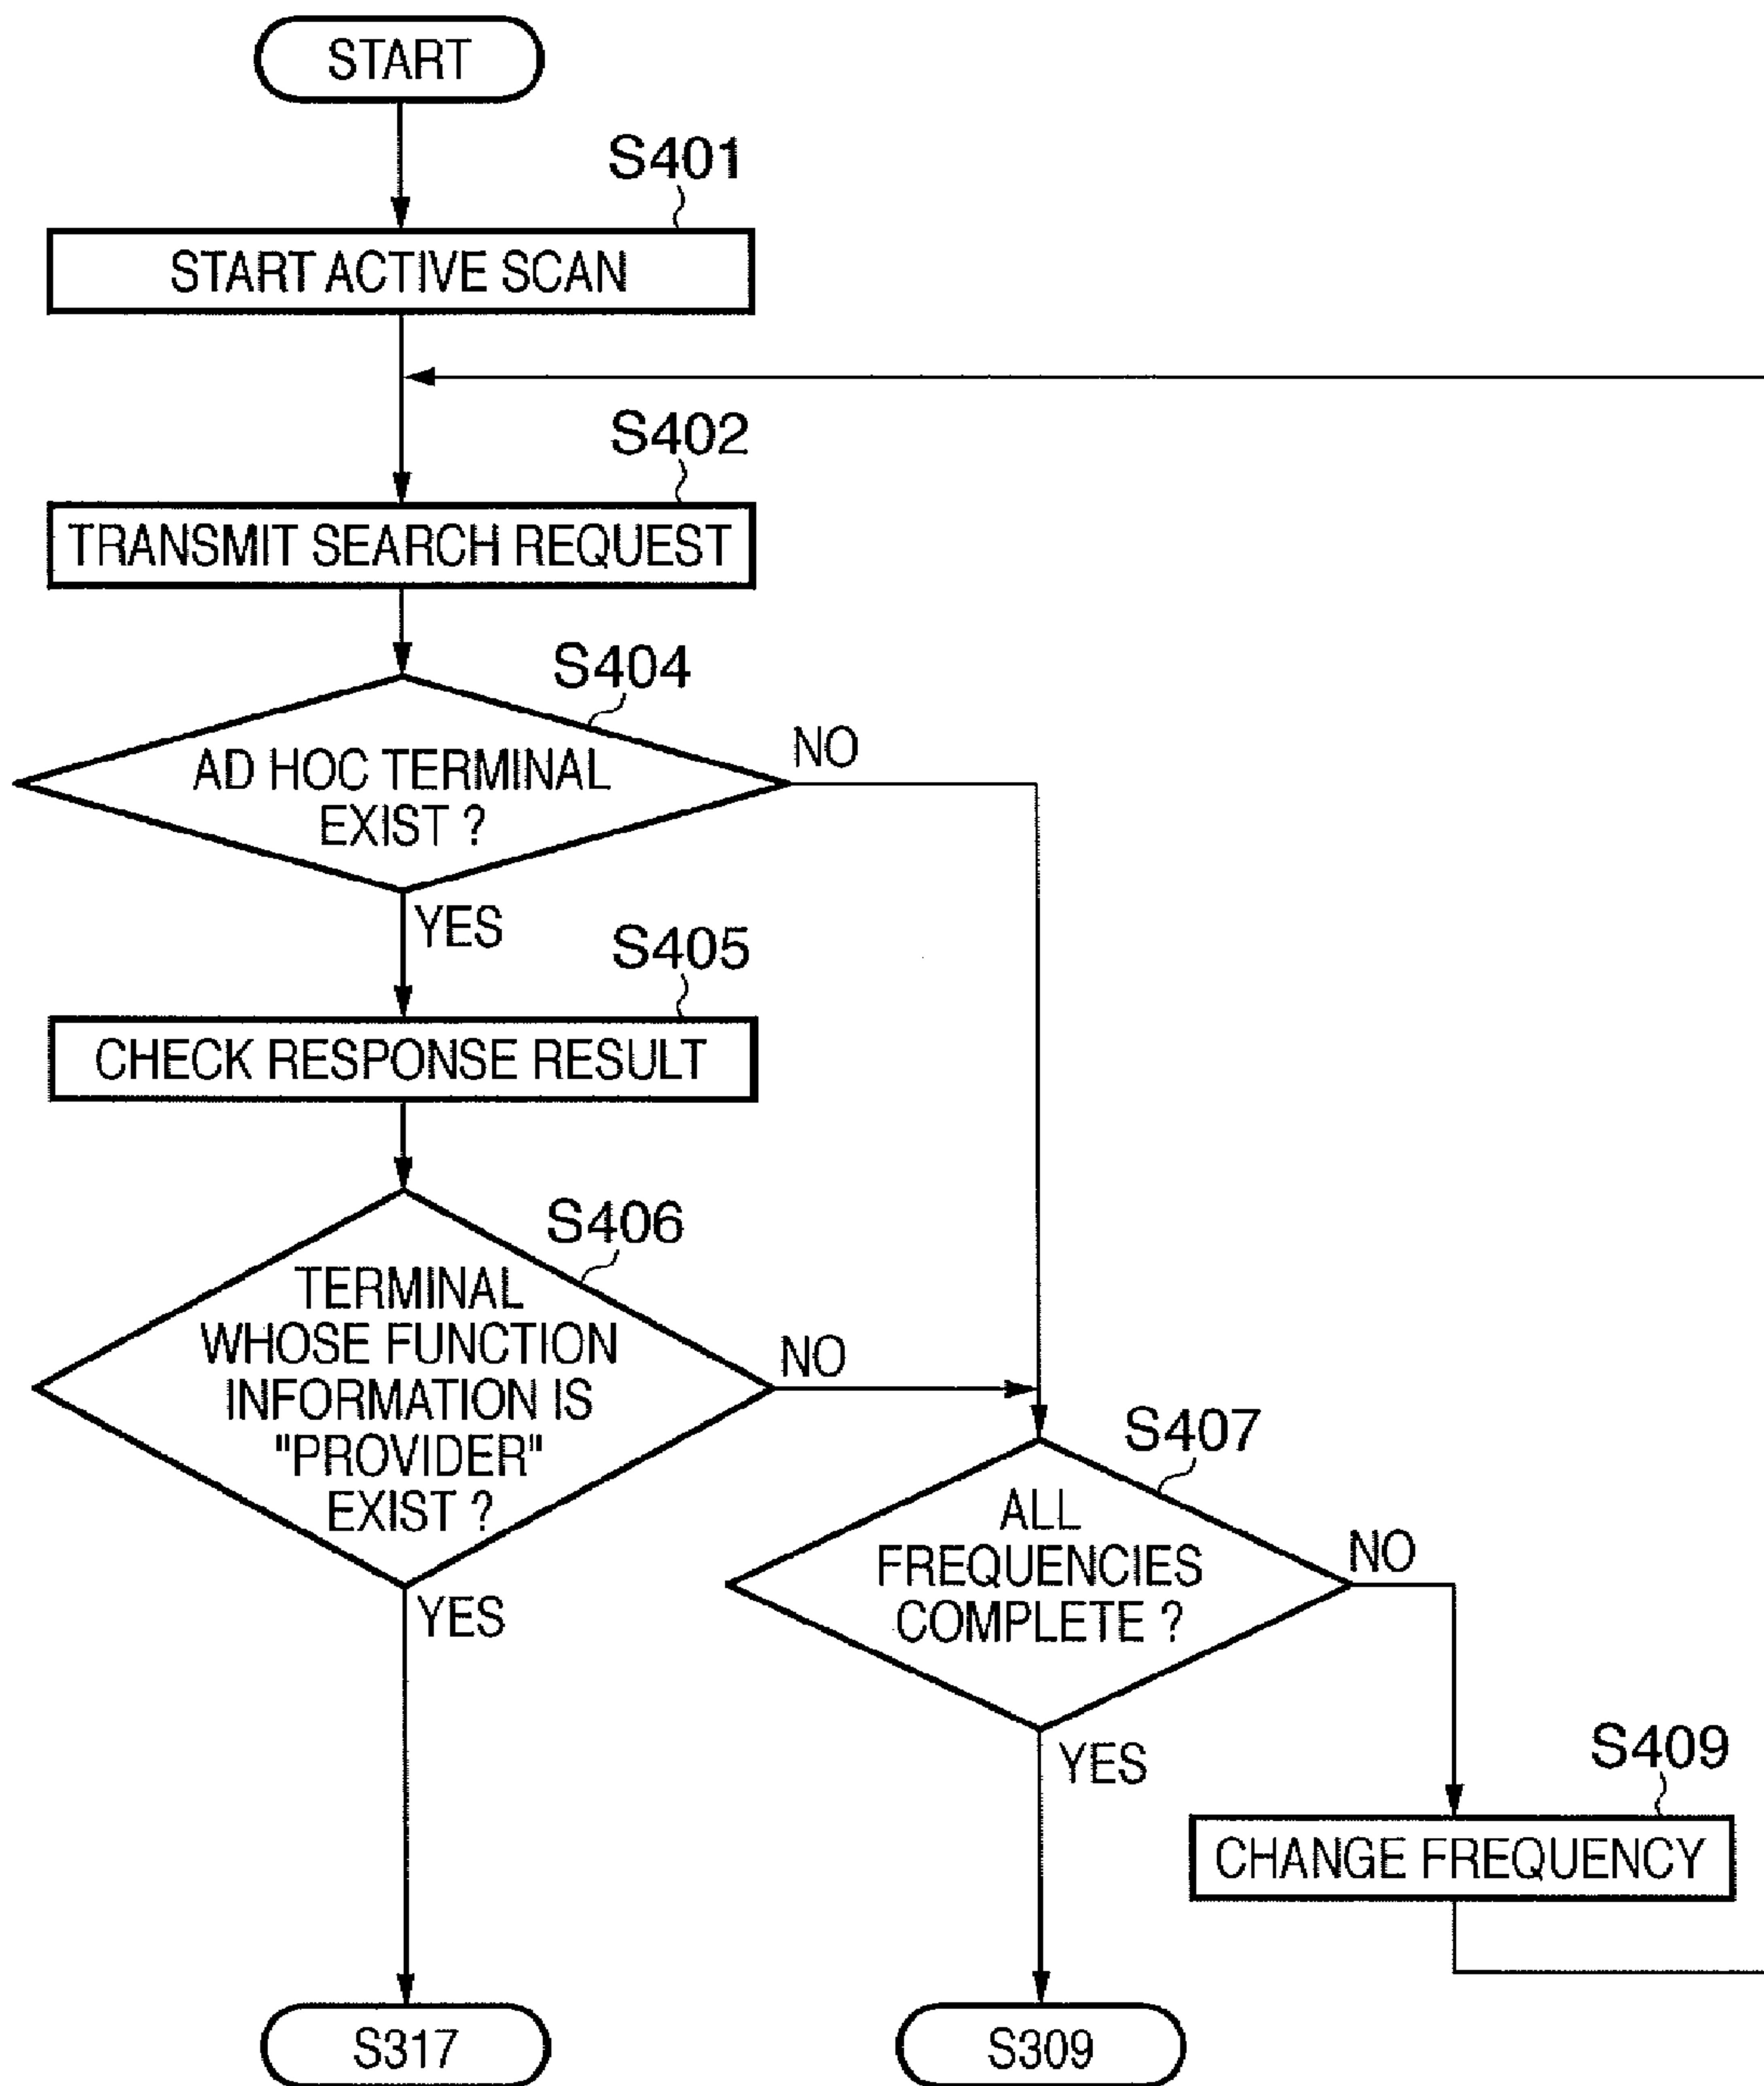 START
S401
START ACTIVE SCAN
S402
TRANSMIT SEARCH REQUEST
S404
AD HOC TERMINAL
EXIST ?
NO
YES
S405
CHECK RESPONSE RESULT
S406
TERMINAL
WHOSE FUNCTION
INFORMATION IS
"PROVIDER"
EXIST ?
NO
YES
S407
ALL
FREQUENCIES
COMPLETE ?
NO
YES
S409
CHANGE FREQUENCY
S317
S309